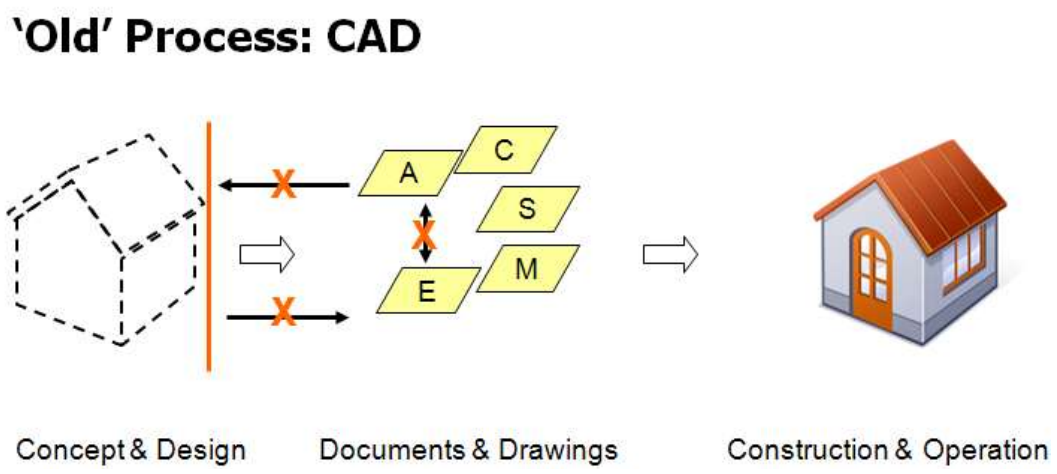 ‘Old’ Process: CAD
C
A
X
S
X
M
E
X
Concept & Design
Documents & Drawings
Construction & Operation